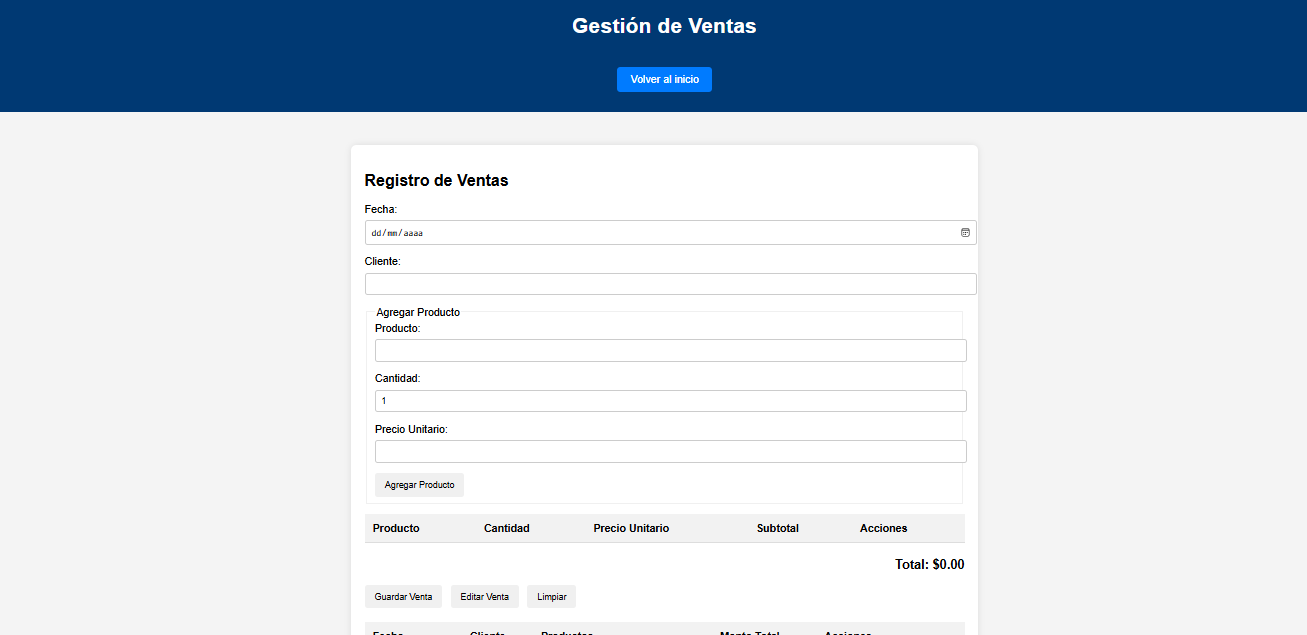 Gestión de Ventas
Volver al inicio
Registro de Ventas
Fecha:
dd/mm/aaaa
Cliente:
Agregar Producto
Producto:
Cantidad:
1
Precio Unitario:
Agregar Producto
Producto Cantidad Precio Unitario Subtotal Acciones
Total: $0.00
Guardar Venta Editar Venta Limpiar
Fecha Cliente Productos Monto Total Acciones